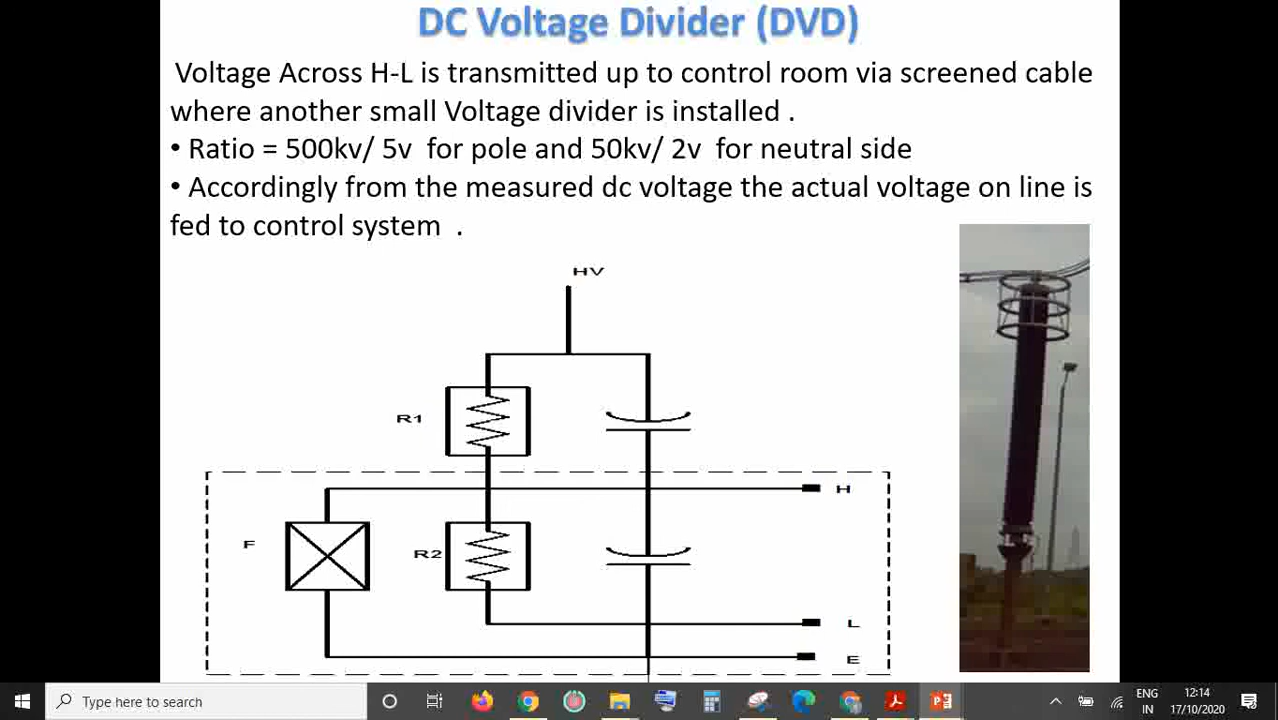 DC Voltage Divider (DVD)
Voltage Across H-L is transmitted up to control room via screened cable
where another small Voltage divider is installed .
• Ratio = 500kv/ 5v for pole and 50kv/ 2v for neutral side
• Accordingly from the measured dc voltage the actual voltage on line is
fed to control system .
HV
R1
H
F
R2
L
E
Type here to search
ENG
IN
12:14
17/10/2020